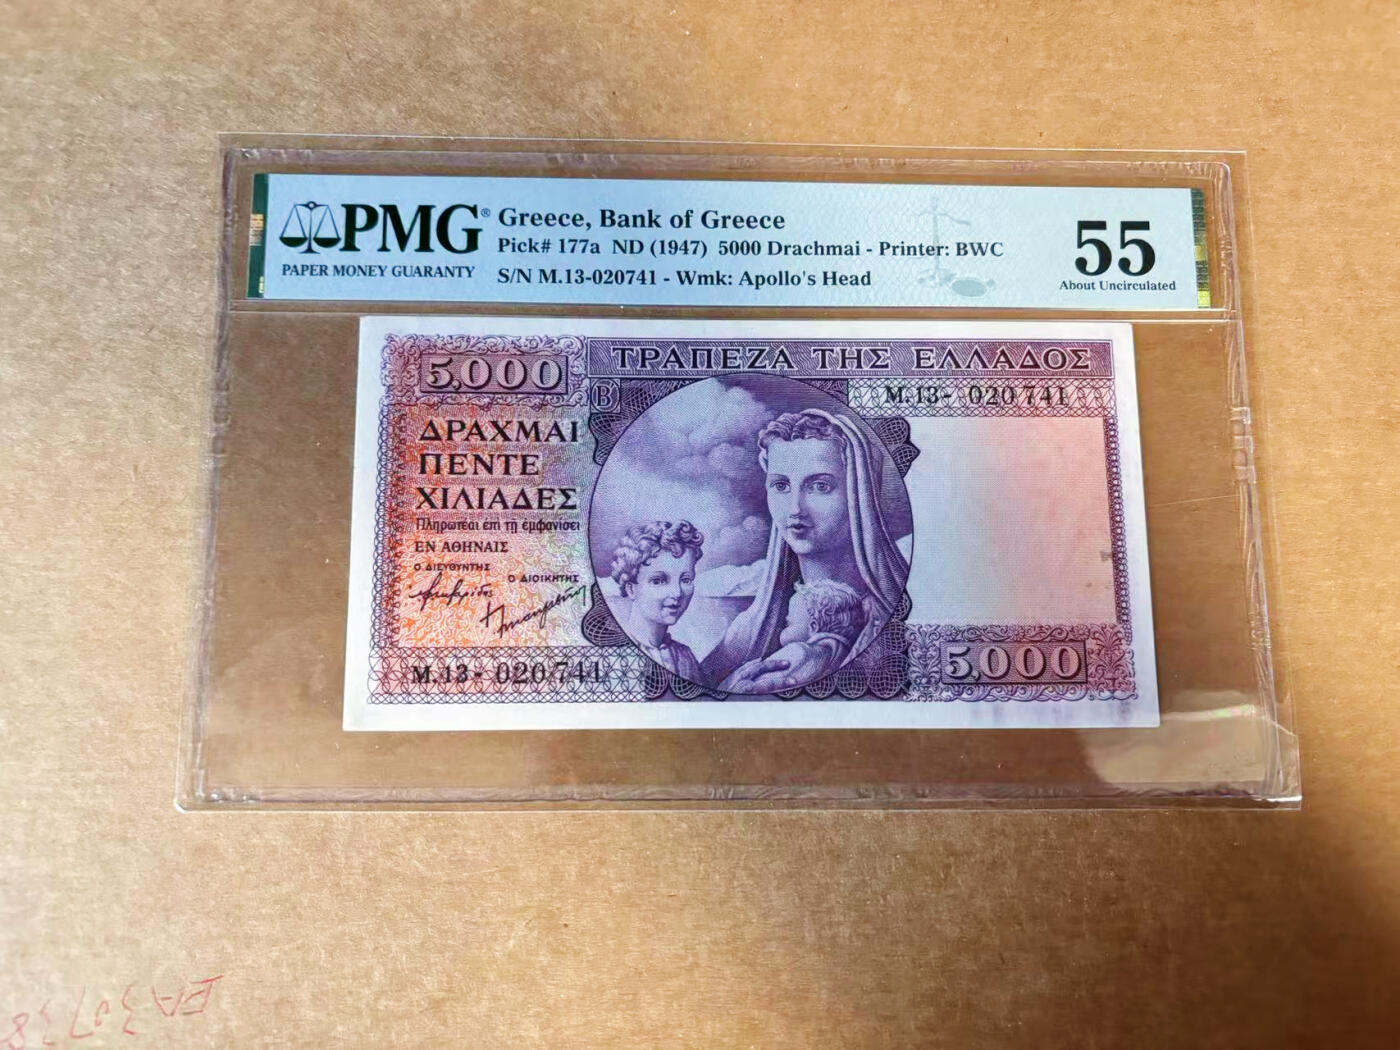 PMG®
PAPER MONEY GUARANTY
Greece, Bank of Greece
Pick# 177a ND (1947) 5000 Drachmai - Printer: BWC
S/N M.13-020741 - Wmk: Apollo's Head
55
About Uncirculated
5,000
ΤΡΑΠΕΖΑ ΤΗΣ ΕΛΛΑΔΟΣ
Β
Μ.13- 020741
ΔΡΑΧΜΑΙ
ΠΕΝΤΕ
ΧΙΛΙΑΔΕΣ
Πληρωτέαι ἐπὶ τῇ ἐμφανίσει
ΕΝ ΑΘΗΝΑΙΣ
Ο ΔΙΕΥΘΥΝΤΗΣ
Ο ΔΙΟΙΚΗΤΗΣ
Μ.13- 020741
5,000